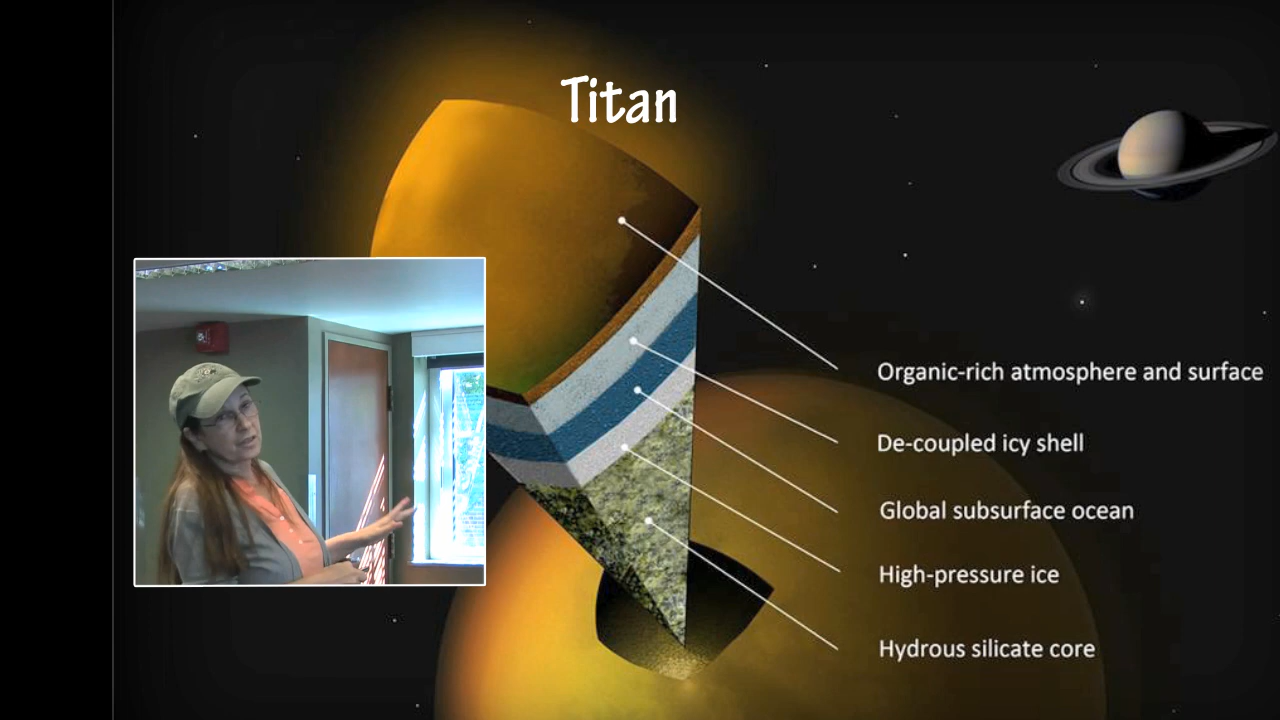 Titan
Organic-rich atmosphere and surface
De-coupled icy shell
Global subsurface ocean
High-pressure ice
Hydrous silicate core